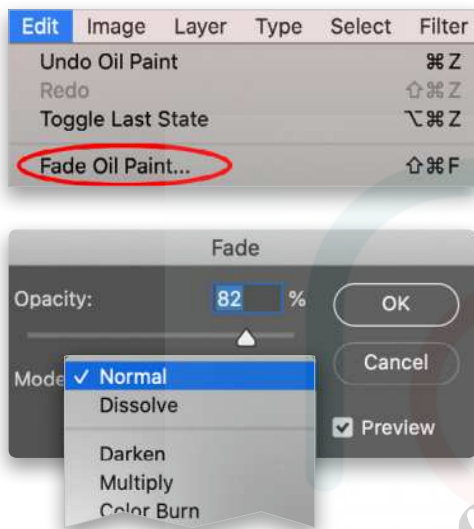 Edit Image Layer Type Select Filter
Undo Oil Paint ⌘ Z
Redo ⇧ ⌘ Z
Toggle Last State ⌥ ⌘ Z
Fade Oil Paint... ⇧ ⌘ F
Fade
Opacity: 82 % OK
Cancel
Mode ✓ Normal
Dissolve
Preview
Darken
Multiply
Color Burn